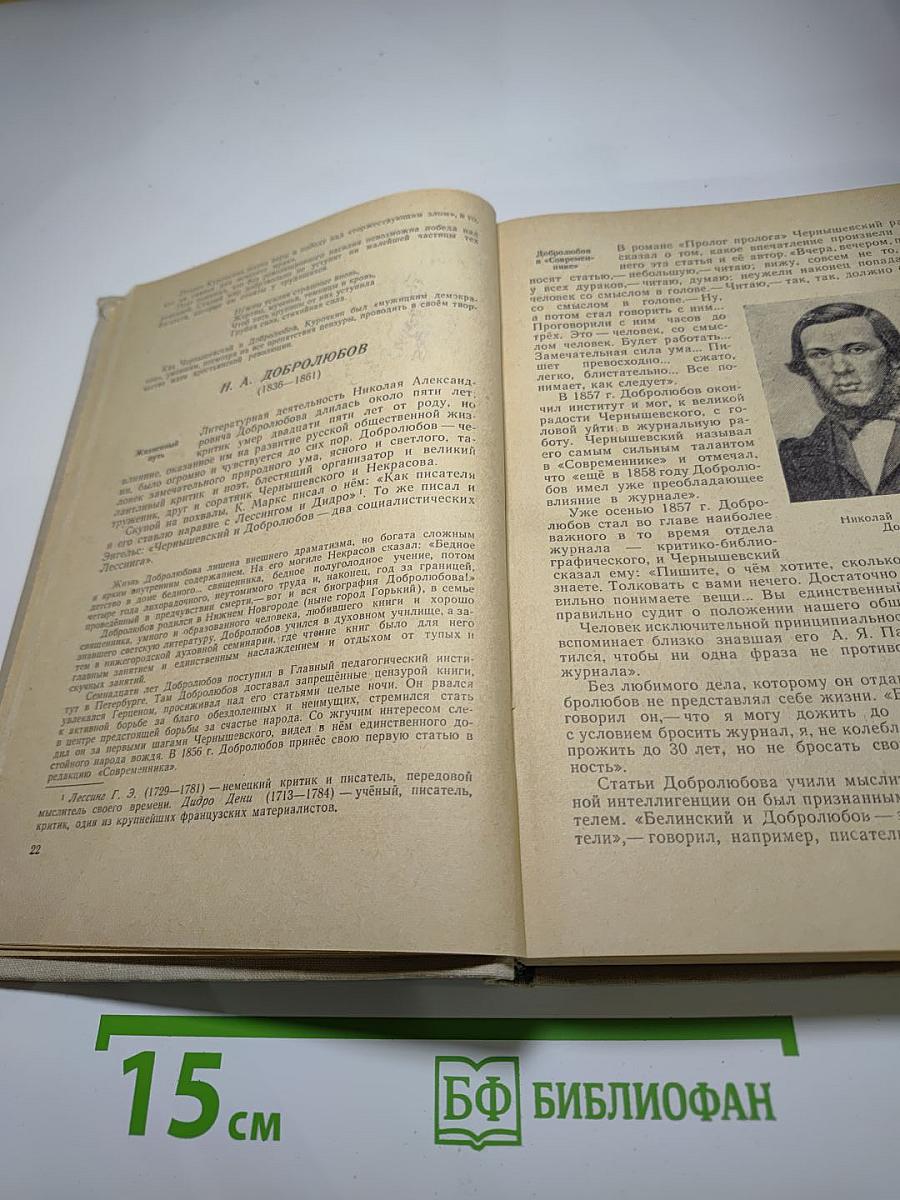 Н. А. ДОБРОЛЮБОВ
(1836—1861)
Жизненный
путь
Литературная деятельность Николая Александ-
ровича Добролюбова длилась около пяти лет;
критик умер двадцати пяти лет от роду, но
влияние, оказанное им на развитие русской общественной жиз-
ни, было огромно и чувствуется до сих пор. Добролюбов — че-
ловек замечательного природного ума, ясного и светлого, та-
лантливый критик и поэт, блестящий организатор и великий
труженик, друг и соратник Чернышевского и Некрасова.
Скупой на похвалы, К. Маркс писал о нём: «Как писателя
я его ставлю наравне с Лессингом и Дидро»¹. То же писал и
Энгельс: «Чернышевский и Добролюбов — два социалистических
Лессинга».
Жизнь Добролюбова лишена внешнего драматизма, но богата сложным
и ярким внутренним содержанием. На его могиле Некрасов сказал: «Бедное
детство в доме бедного... священника, бедное полуголодное учение, потом
четыре года лихорадочного, неутомимого труда и, наконец, год за границей,
проведённый в предчувствии смерти,— вот и вся биография Добролюбова!»
Добролюбов родился в Нижнем Новгороде (ныне город Горький), в семье
священника, умного и образованного человека, любившего книги и хорошо
знавшего светскую литературу. Добролюбов учился в духовном училище, а за-
тем в нижегородской духовной семинарии, где чтение книг было для него
главным занятием и единственным наслаждением и отдыхом от тупых и
скучных занятий.
Семнадцати лет Добролюбов поступил в Главный педагогический инсти-
тут в Петербурге. Там Добролюбов доставал запрещённые цензурой книги,
увлекался Герценом, просиживал над его статьями целые ночи. Он рвался
к активной борьбе за благо обездоленных и неимущих, стремился стать
в центре предстоящей борьбы за счастье народа. Со жгучим интересом сле-
дил он за первыми шагами Чернышевского, видел в нём единственного до-
стойного народа вождя. В 1856 г. Добролюбов принёс свою первую статью в
редакцию «Современника».
¹ Лессинг Г. Э. (1729—1781) — немецкий критик и писатель, передовой
мыслитель своего времени. Дидро Дени (1713—1784) — учёный, писатель,
критик, один из крупнейших французских материалистов.
22
Добролюбов
в «Современ-
нике»
В романе «Пролог пролога» Чернышевский ра
сказал о том, какое впечатление произвели
него эта статья и её автор. «Вчера, вечером, п
носят статью,— небольшую,— читаю; вижу, совсем не то,
у всех дураков,— читаю, думаю: неужели наконец попада
человек со смыслом в голове.— Читаю,— так, так, должно
со смыслом в голове.— Ну,
а потом стал говорить с ним...
Проговорили с ним часов до
трёх. Это — человек, со смыс-
лом человек. Будет работать...
Замечательная сила ума... Пи-
шет превосходно... сжато,
легко, блистательно... Все по-
нимает, как следует».
В 1857 г. Добролюбов окон-
чил институт и мог, к великой
радости Чернышевского, с го-
ловой уйти в журнальную ра-
боту. Чернышевский называл
его самым сильным талантом
в «Современнике» и отмечал,
что «ещё в 1858 году Добролю-
бов имел уже преобладающее
влияние в журнале».
Уже осенью 1857 г. Добро-
любов стал во главе наиболее
важного в то время отдела
журнала — критико-библио-
графического, и Чернышевский
сказал ему: «Пишите, о чём хотите, сколько
знаете. Толковать с вами нечего. Достаточно
вильно понимаете вещи... Вы единственный
правильно судит о положении нашего общ
Человек исключительной принципиальнос
вспоминает близко знавшая его А. Я. Па
тился, чтобы ни одна фраза не противо
журнала».
Без любимого дела, которому он отда
бролюбов не представлял себе жизни. «Е
говорил он,— что я могу дожить до
с условием бросить журнал, я, не колебл
прожить до 30 лет, но не бросать сво
ность».
Статьи Добролюбова учили мыслит
ной интеллигенции он был признанным
телем. «Белинский и Добролюбов —
тели»,— говорил, например, писател
Николай
До
15 см
БФ БИБЛИОФАН